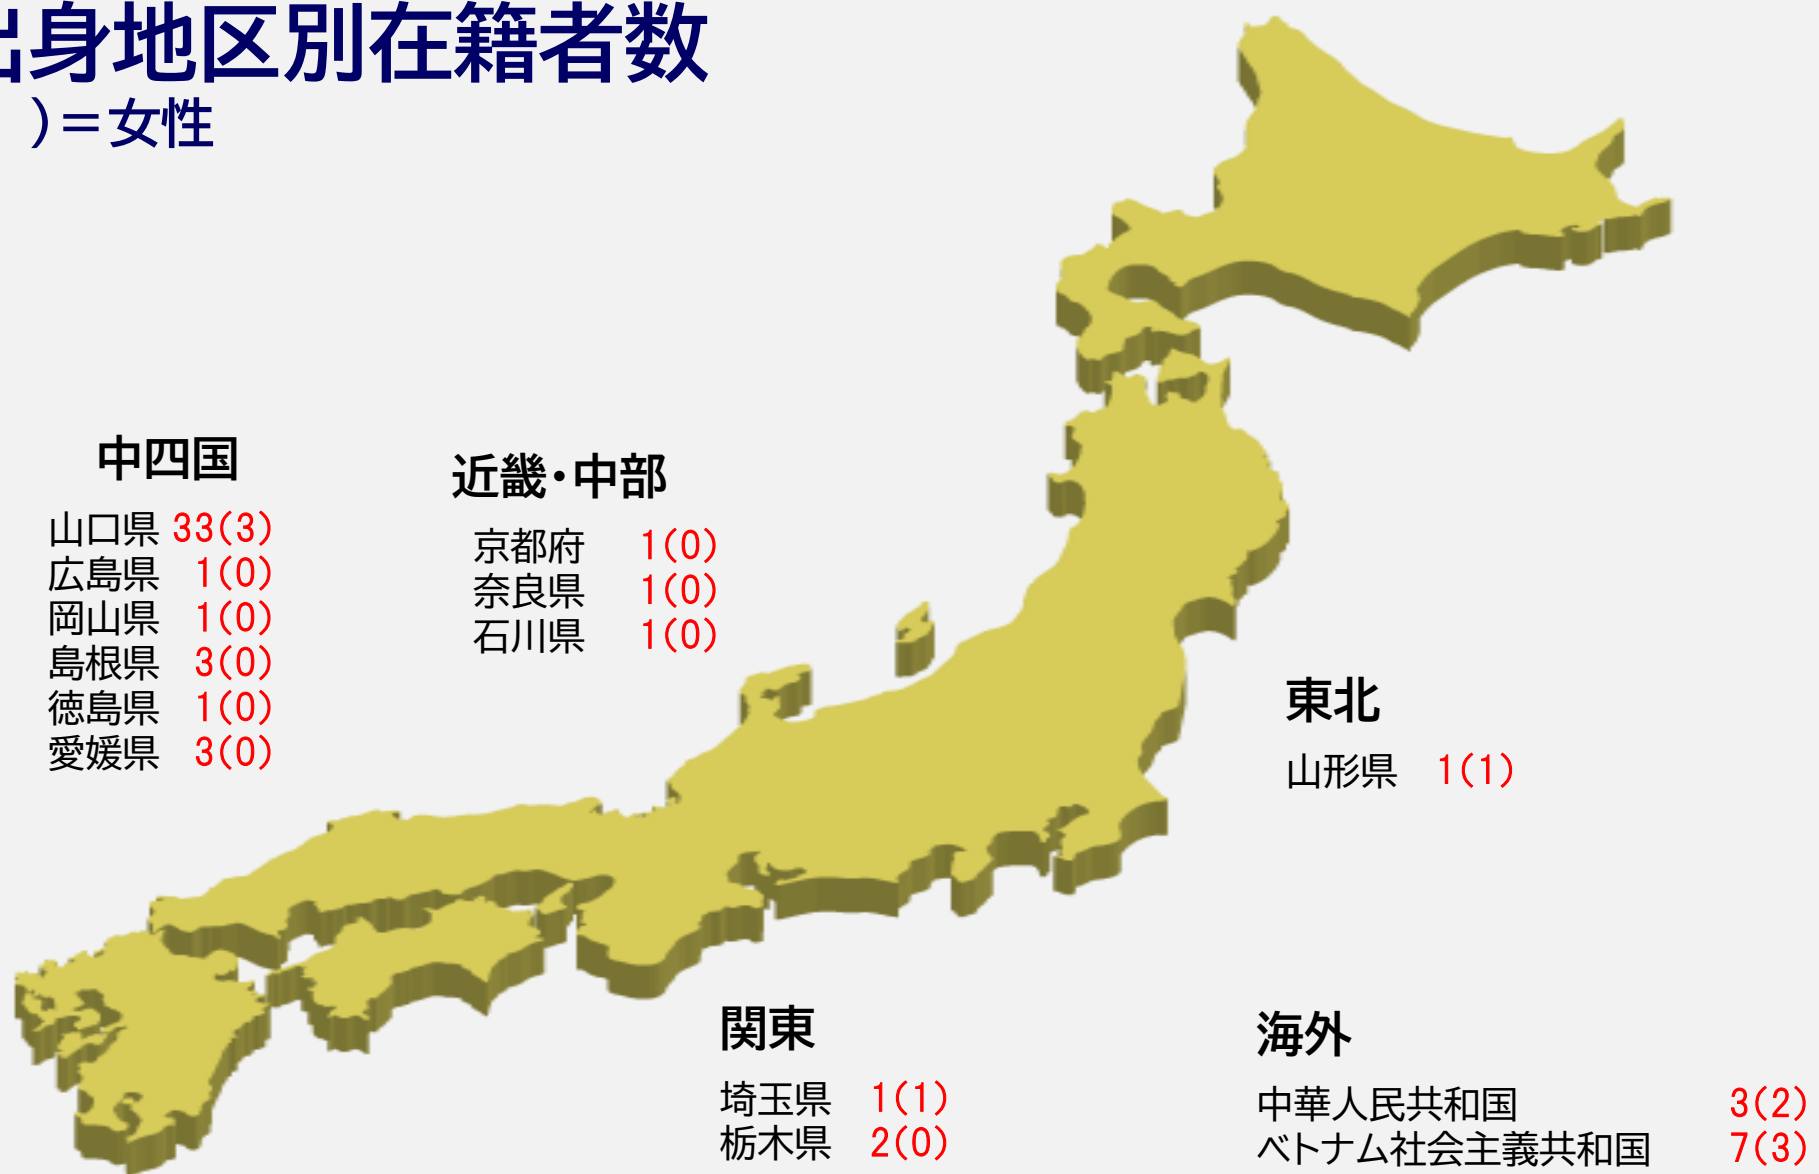 出身地区別在籍者数
）＝女性
中四国
山口県 33(3)
広島県 1(0)
岡山県 1(0)
島根県 3(0)
徳島県 1(0)
愛媛県 3(0)
近畿・中部
京都府 1(0)
奈良県 1(0)
石川県 1(0)
東北
山形県 1(1)
関東
埼玉県 1(1)
栃木県 2(0)
海外
中華人民共和国 3(2)
ベトナム社会主義共和国 7(3)